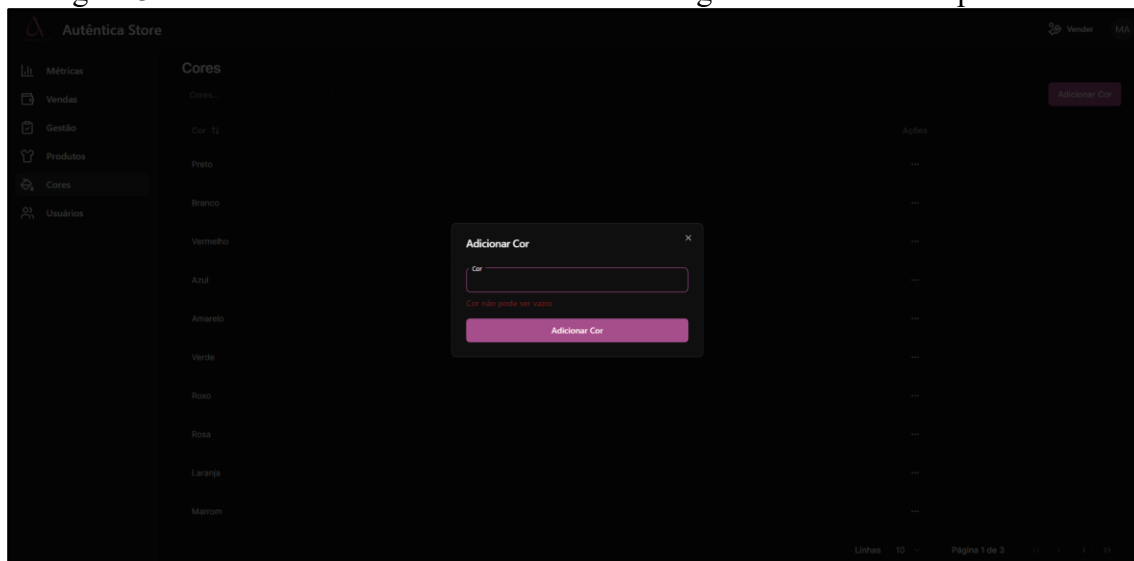 Autêntica Store
Vender MA
Métricas
Vendas
Gestão
Produtos
Cores
Usuários
Cores
Cores...
Adicionar Cor
Cor Ações
Preto
Branco
Vermelho
Azul
Amarelo
Verde
Roxo
Rosa
Laranja
Marrom
Adicionar Cor
Cor
Cor não pode ser vazio
Adicionar Cor
Linhas 10 Página 1 de 3